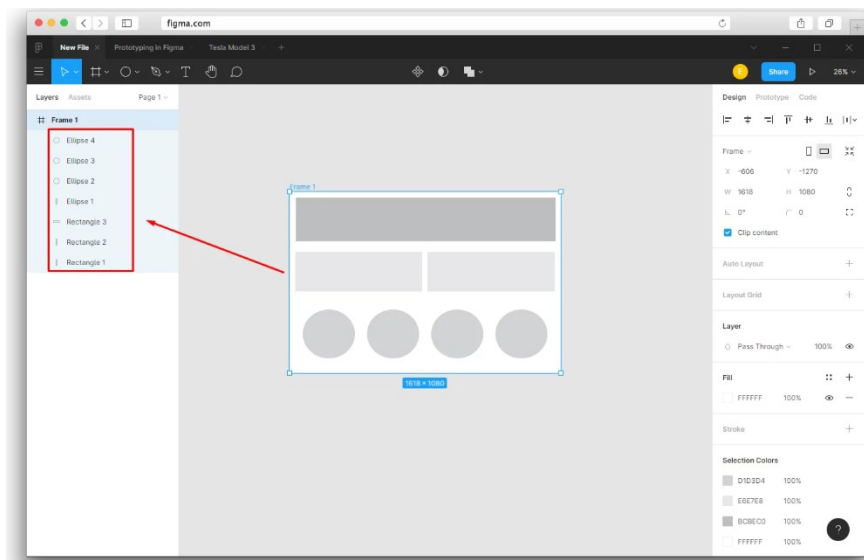 figma.com
New File
Prototyping in Figma
Tesla Model 3
E
Share
26%
Layers Assets Page 1
Frame 1
Ellipse 4
Ellipse 3
Ellipse 2
Ellipse 1
Rectangle 3
Rectangle 2
Rectangle 1
Frame 1
1618 × 1080
Design Prototype Code
Frame
X -606 Y -1270
W 1618 H 1080
0° 0
Clip content
Auto Layout
Layout Grid
Layer
Pass Through 100%
Fill
FFFFFF 100%
Stroke
Selection Colors
D1D3D4 100%
E6E7E8 100%
BCBEC0 100%
FFFFFF 100%
?